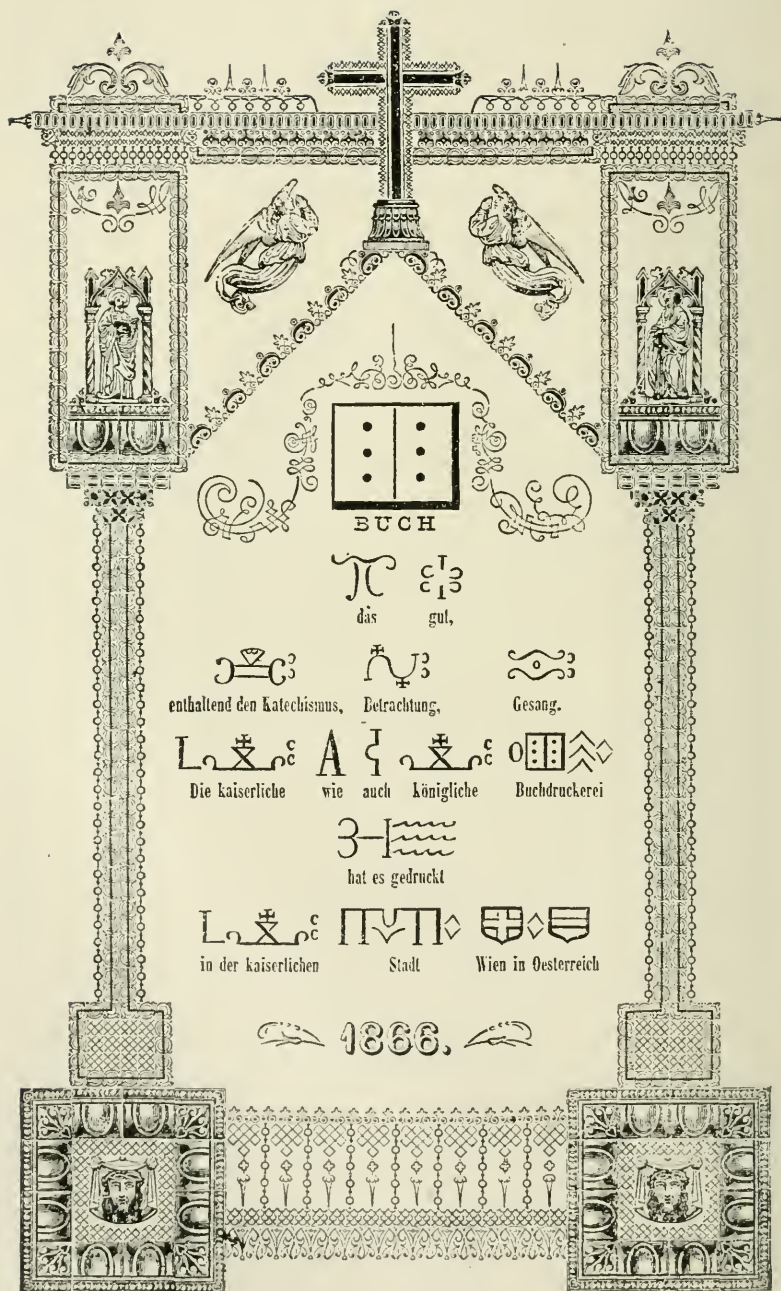 BUCH
das gut,
enthaltend den Katechismus, Betrachtung, Gesang.
Die kaiserliche wie auch königliche Buchdruckerei
hat es gedruckt
in der kaiserlichen Stadt Wien in Oesterreich
1866.